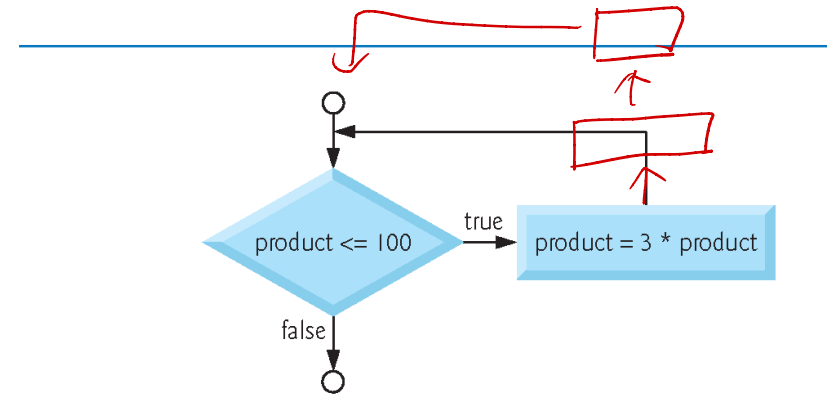 true
product <= 100
product = 3 * product
false